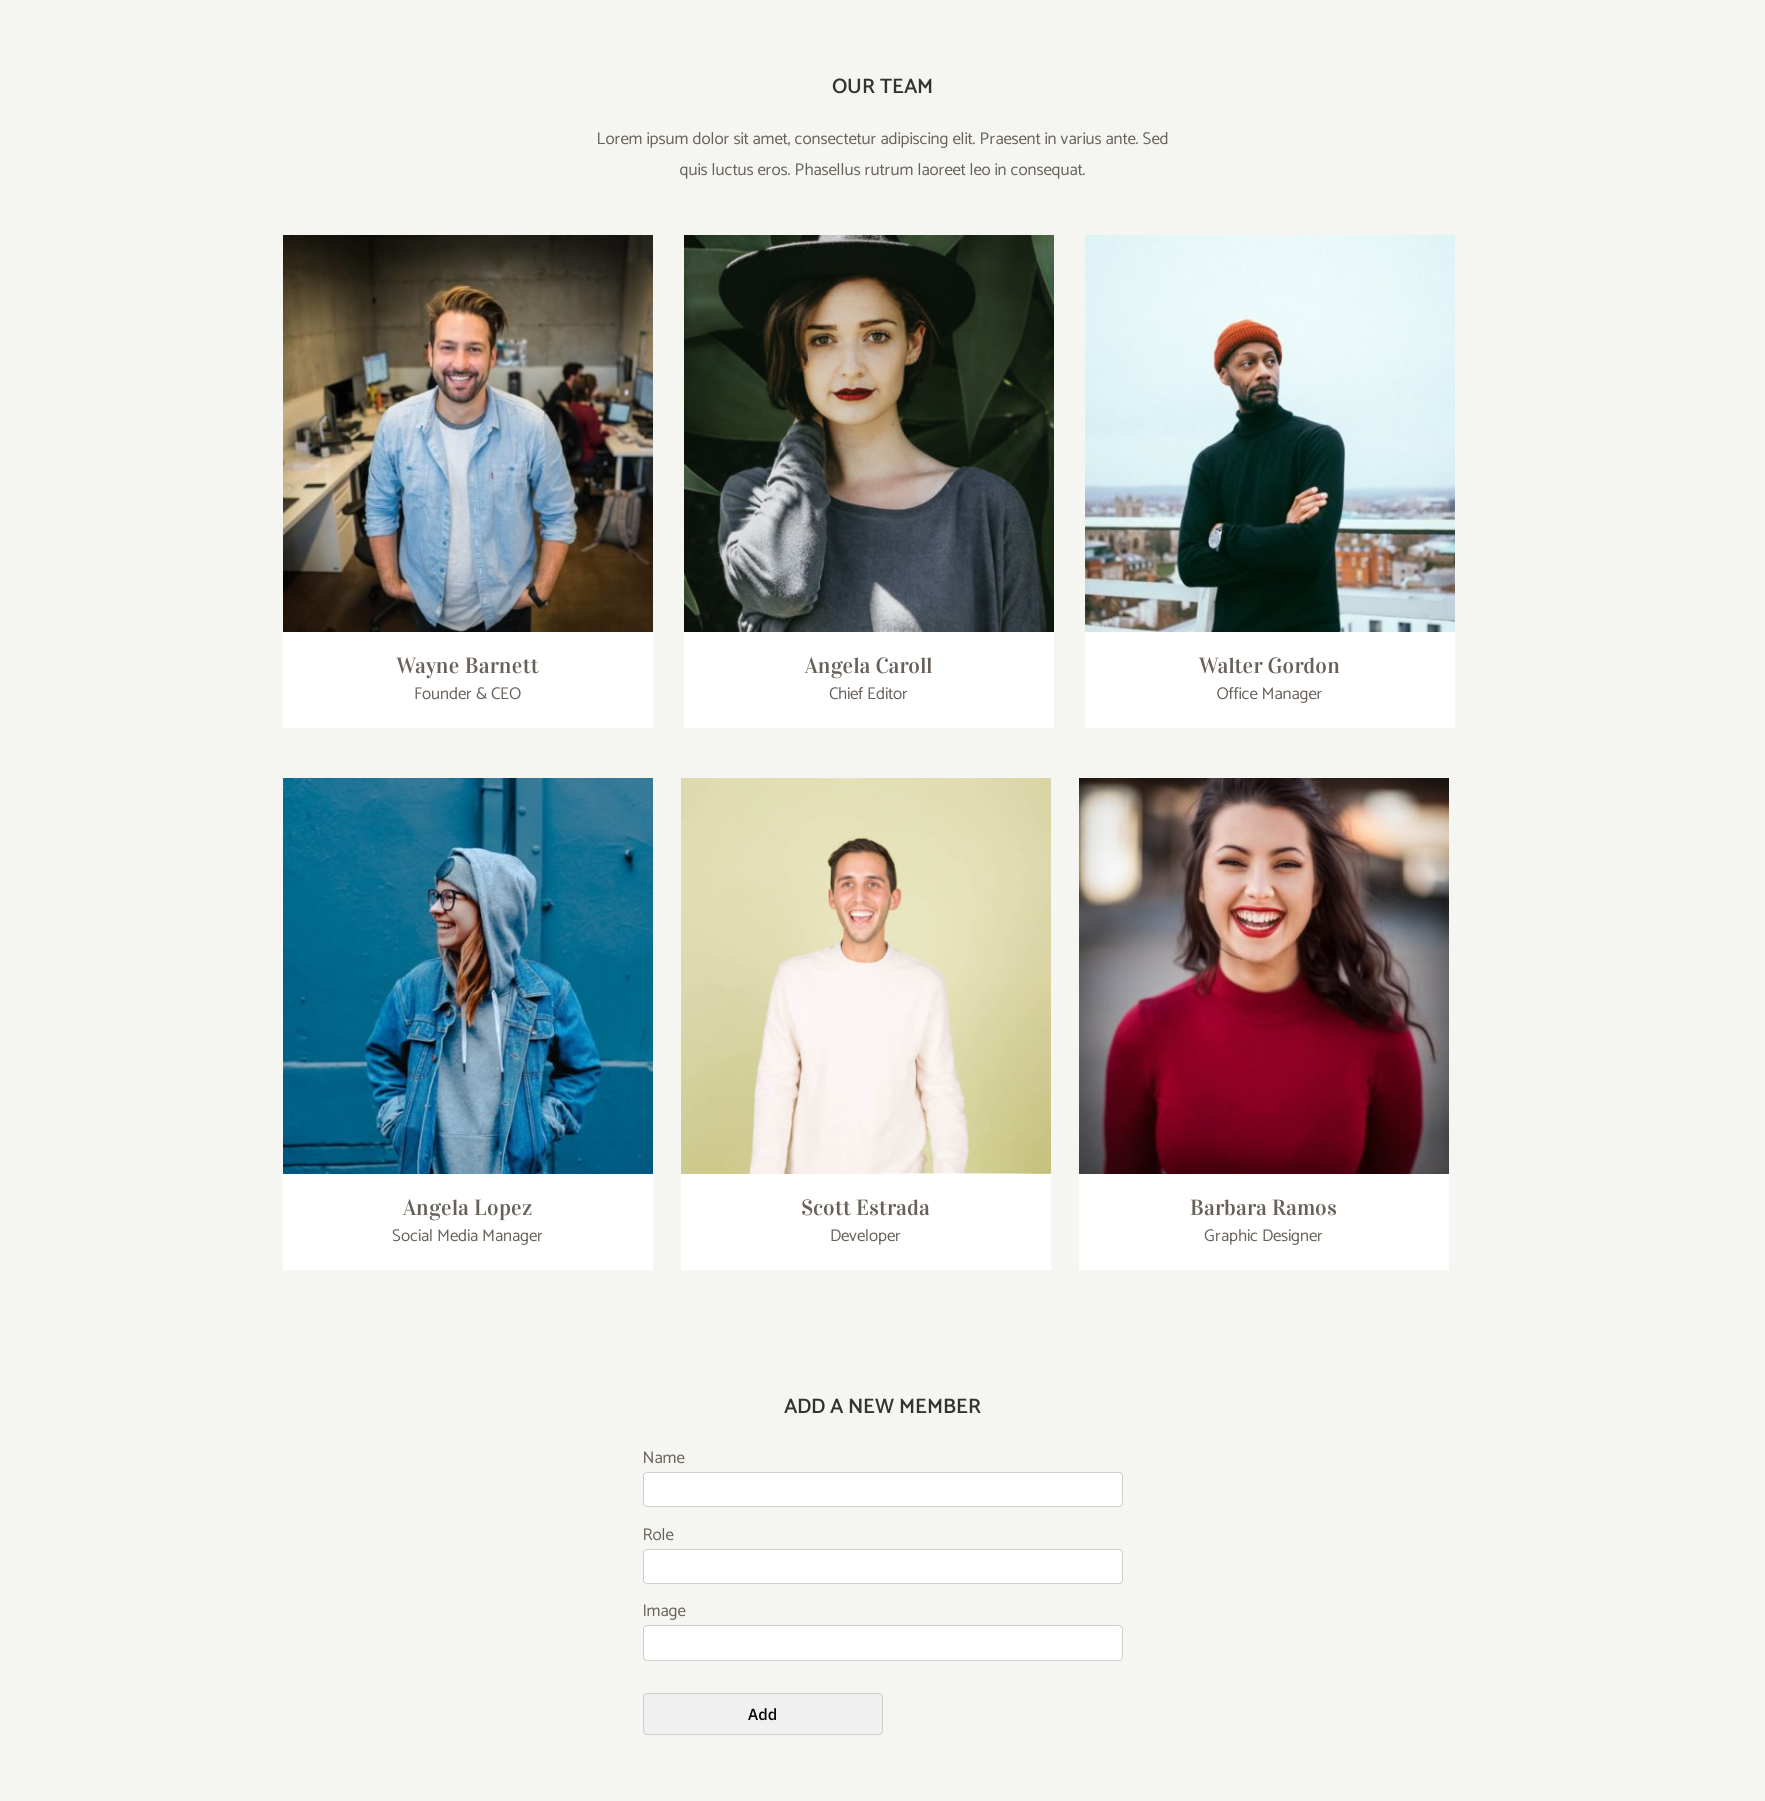 OUR TEAM
Lorem ipsum dolor sit amet, consectetur adipiscing elit. Praesent in varius ante. Sed
quis luctus eros. Phasellus rutrum laoreet leo in consequat.
Wayne Barnett
Founder & CEO
Angela Caroll
Chief Editor
Walter Gordon
Office Manager
Angela Lopez
Social Media Manager
Scott Estrada
Developer
Barbara Ramos
Graphic Designer
ADD A NEW MEMBER
Name
Role
Image
Add